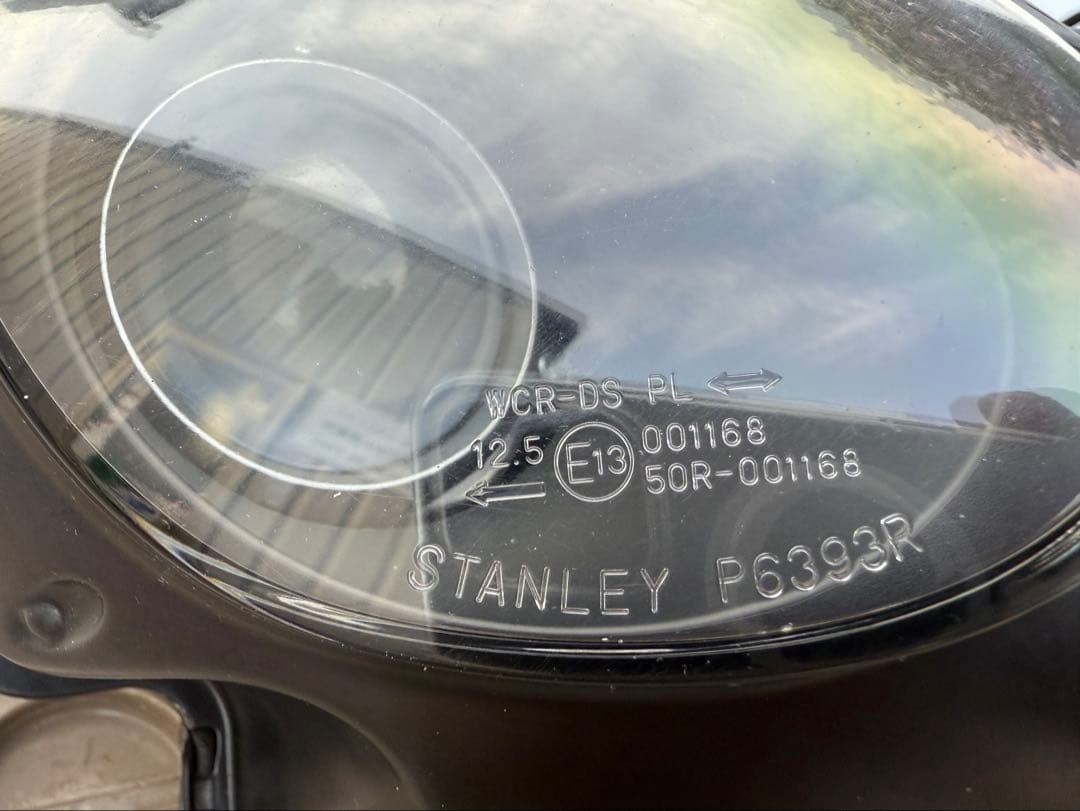 WCR-DS PL ↔
12.5 E13 001168
← 50R-001168
STANLEY P6393R